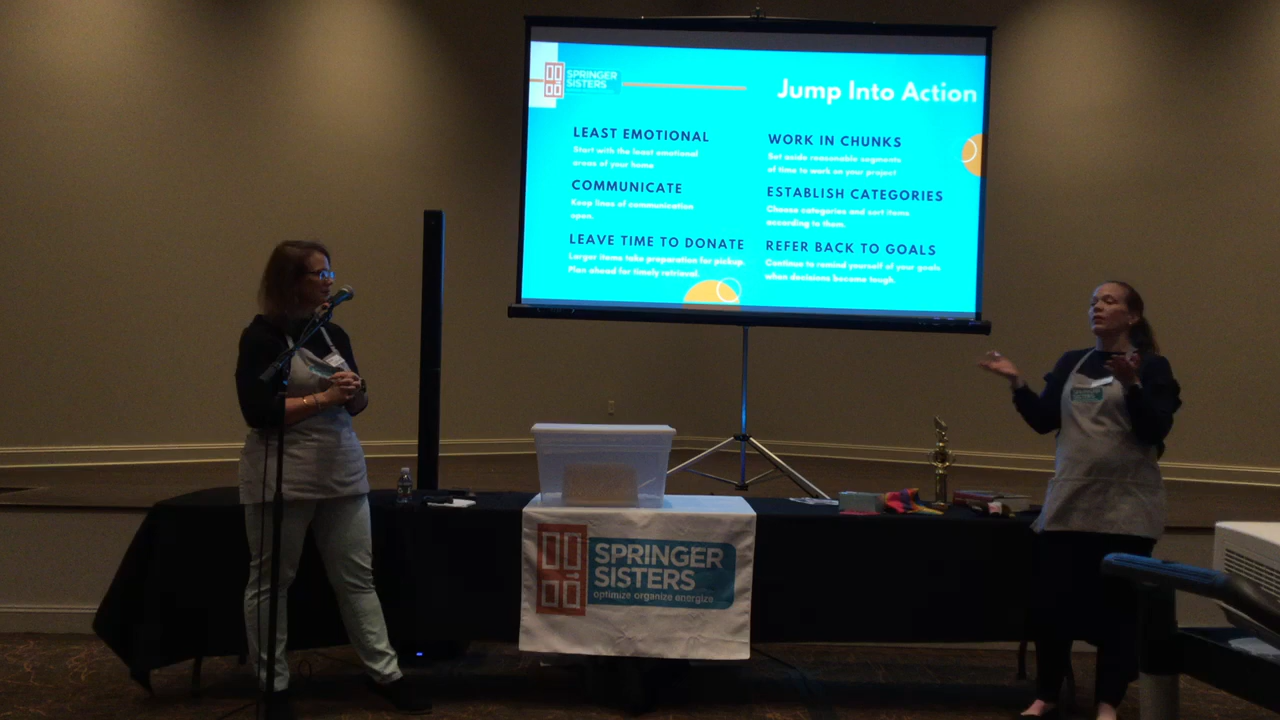 SPRINGER
SISTERS
Jump Into Action
LEAST EMOTIONAL
Start with the least emotional
areas of your home
COMMUNICATE
Keep lines of communication
open.
LEAVE TIME TO DONATE
Larger items take preparation for pickup.
Plan ahead for timely retrieval.
WORK IN CHUNKS
Set aside reasonable segments
of time to work on your project
ESTABLISH CATEGORIES
Choose categories and sort items
according to them.
REFER BACK TO GOALS
Continue to remind yourself of your goals
when decisions become tough.
SPRINGER
SISTERS
optimize organize energize